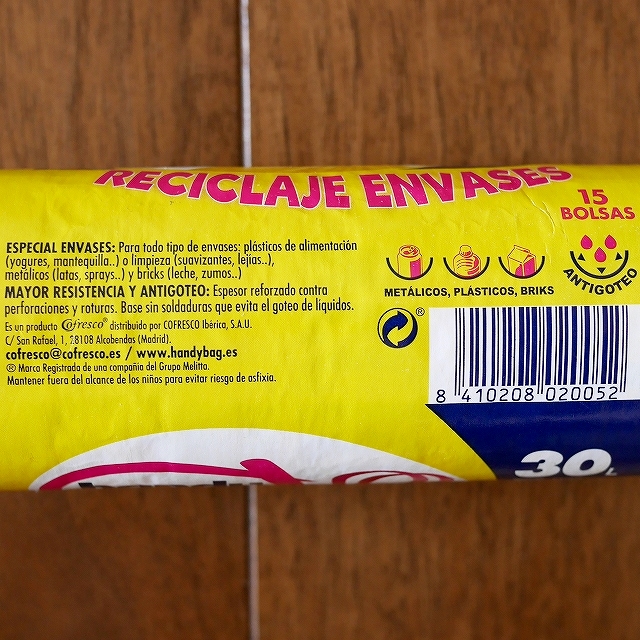 RECICLAJE ENVASES
15
BOLSAS
ESPECIAL ENVASES: Para todo tipo de envases: plásticos de alimentación
(yogures, mantequilla..) o limpieza (suavizantes, lejías..),
metálicos (latas, sprays..) y bricks (leche, zumos..)
MAYOR RESISTENCIA Y ANTIGOTEO: Espesor reforzado contra
perforaciones y roturas. Base sin soldaduras que evita el goteo de líquidos.
Es un producto Cofresco® distribuido por COFRESCO Ibérica, S.A.U.
C/ San Rafael, 1, 28108 Alcobendas (Madrid).
cofresco@cofresco.es / www.handybag.es
® Marca Registrada de una compañía del Grupo Melitta.
Mantener fuera del alcance de los niños para evitar riesgo de asfixia.
METÁLICOS, PLÁSTICOS, BRIKS
ANTIGOTEO
®
8 410208 020052
30L